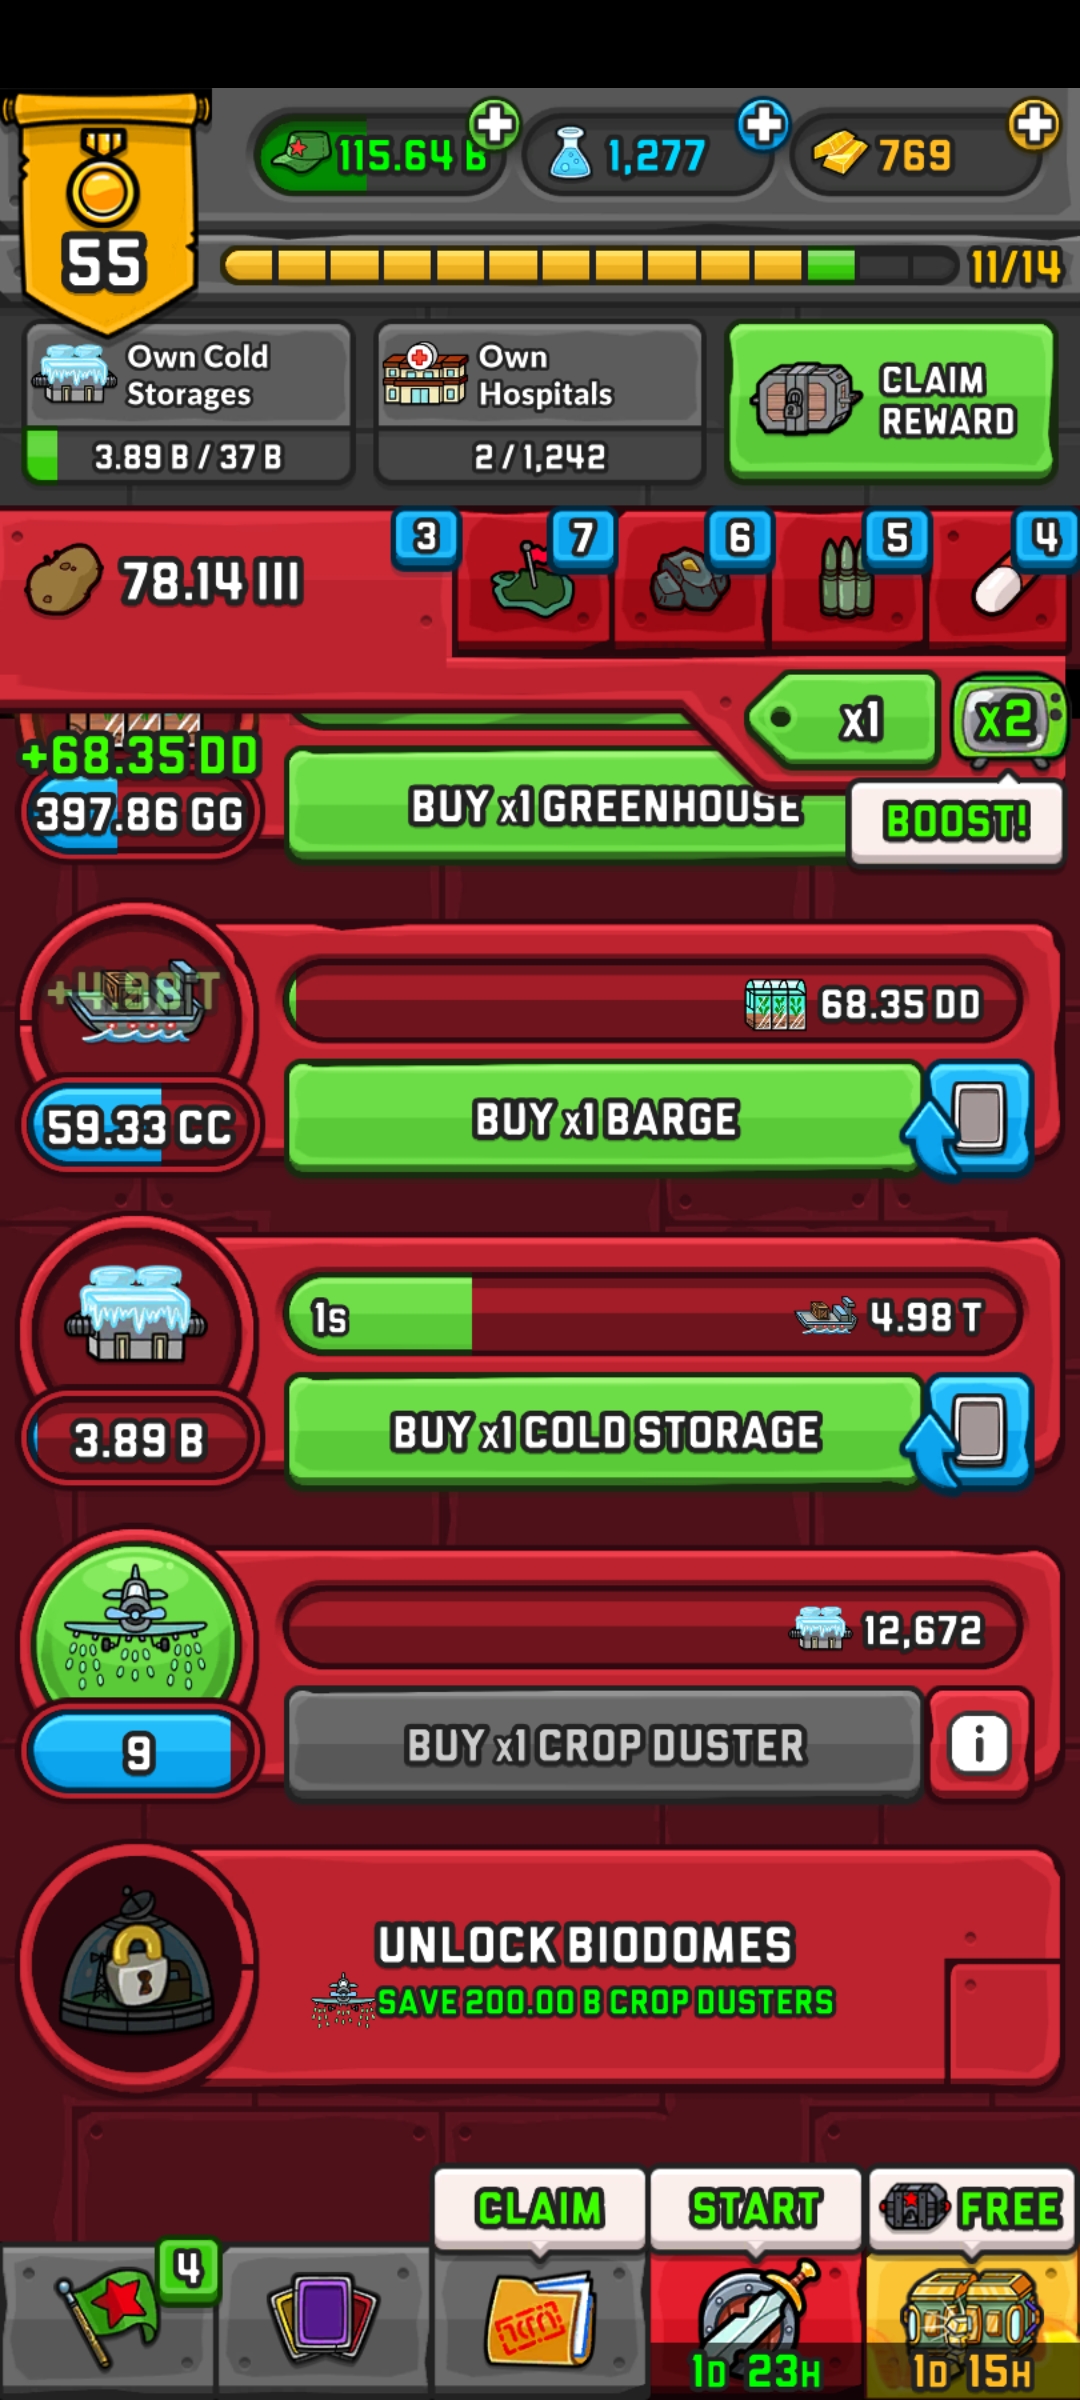 115.64 B
1,277
769
55
11/14
Own Cold
Storages
3.89 B / 37 B
Own
Hospitals
2 / 1,242
CLAIM
REWARD
78.14 III
3
7
6
5
4
x1
x2
BOOST!
+68.35 DD
397.86 GG
BUY x1 GREENHOUSE
+4.98 T
68.35 DD
59.33 CC
BUY x1 BARGE
1s
4.98 T
3.89 B
BUY x1 COLD STORAGE
12,672
9
BUY x1 CROP DUSTER
i
UNLOCK BIODOMES
SAVE 200.00 B CROP DUSTERS
CLAIM
START
FREE
4
1D 23H
1D 15H